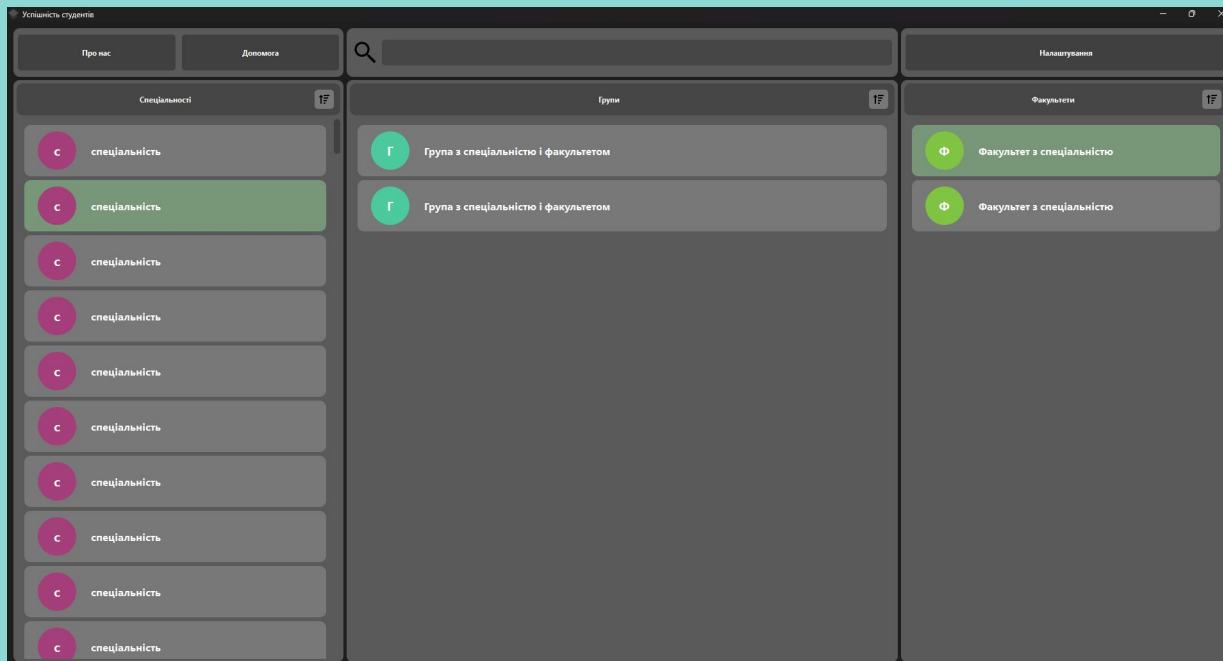 Успішність студентів
Про нас
Допомога
Налаштування
Спеціальності
с спеціальність
с спеціальність
с спеціальність
с спеціальність
с спеціальність
с спеціальність
с спеціальність
с спеціальність
с спеціальність
с спеціальність
Групи
Г Група з спеціальністю і факультетом
Г Група з спеціальністю і факультетом
Факультети
Ф Факультет з спеціальністю
Ф Факультет з спеціальністю